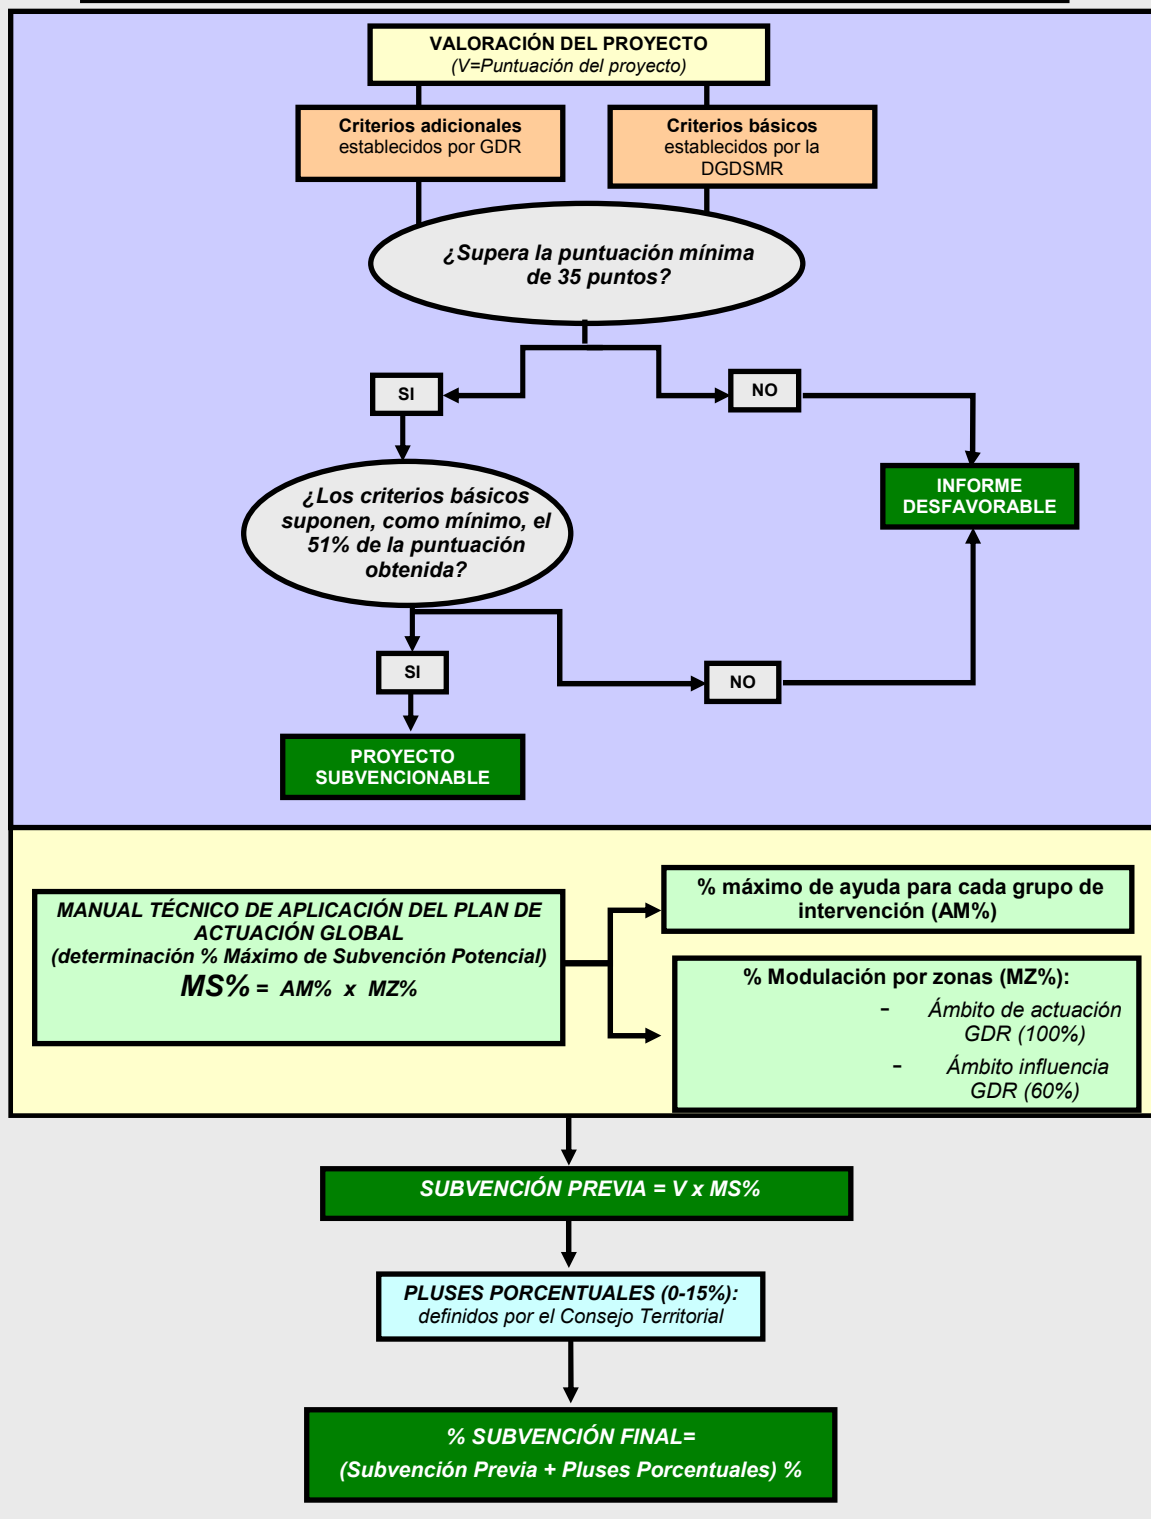 VALORACIÓN DEL PROYECTO
(V=Puntuación del proyecto)
Criterios adicionales
establecidos por GDR
Criterios básicos
establecidos por la
DGDSMR
¿Supera la puntuación mínima
de 35 puntos?
SI
NO
¿Los criterios básicos
suponen, como mínimo, el
51% de la puntuación
obtenida?
INFORME
DESFAVORABLE
SI
NO
PROYECTO
SUBVENCIONABLE
MANUAL TÉCNICO DE APLICACIÓN DEL PLAN DE
ACTUACIÓN GLOBAL
(determinación % Máximo de Subvención Potencial)
MS% = AM% x MZ%
% máximo de ayuda para cada grupo de
intervención (AM%)
% Modulación por zonas (MZ%):
- Ámbito de actuación
GDR (100%)
- Ámbito influencia
GDR (60%)
SUBVENCIÓN PREVIA = V x MS%
PLUSES PORCENTUALES (0-15%):
definidos por el Consejo Territorial
% SUBVENCIÓN FINAL=
(Subvención Previa + Pluses Porcentuales) %